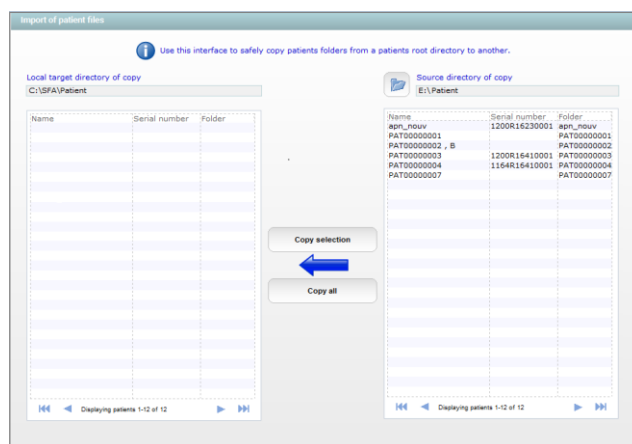 Import of patient files
Use this interface to safely copy patients folders from a patients root directory to another.
Local target directory of copy
C:\SFA\Patient
Name Serial number Folder
Displaying patients 1-12 of 12
Copy selection
Copy all
Source directory of copy
E:\Patient
Name Serial number Folder
apn_nouv 1200R16230001 apn_nouv
PAT00000001 PAT00000001
PAT00000002 , B PAT00000002
PAT00000003 1200R16410001 PAT00000003
PAT00000004 1164R16410001 PAT00000004
PAT00000007 PAT00000007
Displaying patients 1-12 of 12